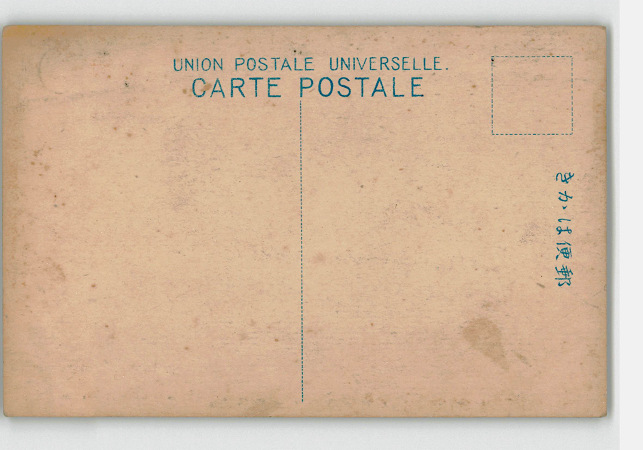 UNION POSTALE UNIVERSELLE.
CARTE POSTALE
きかは便郵